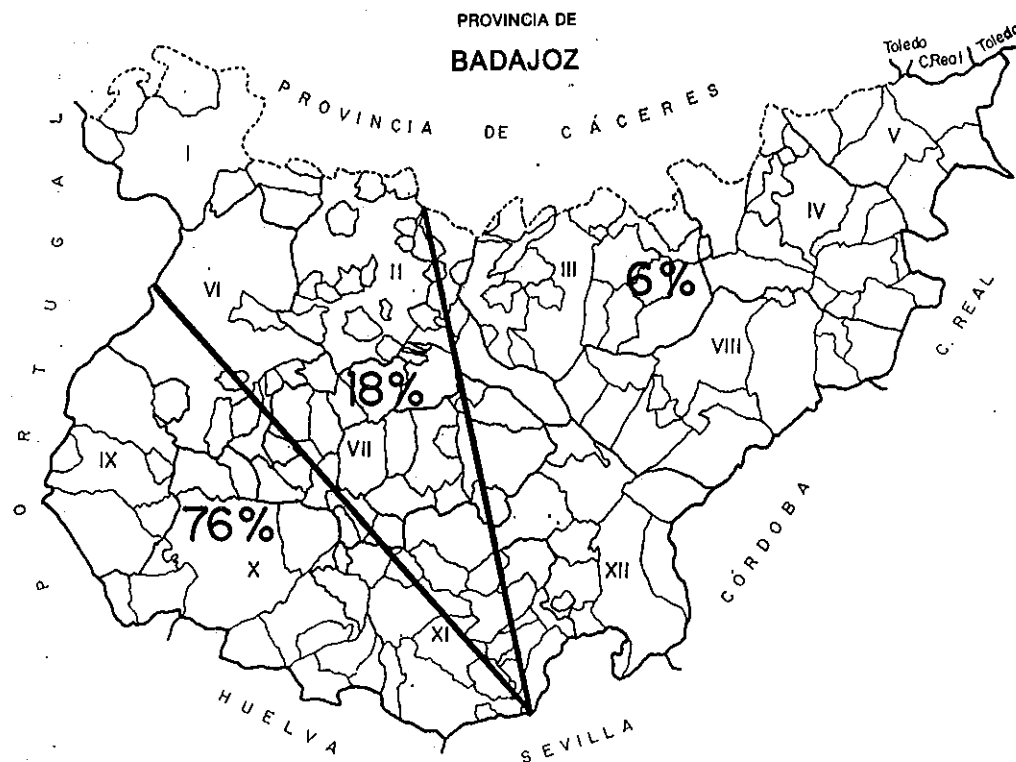 PROVINCIA DE
BADAJOZ
Toledo
C.Real
Toledo
PROVINCIA DE CÁCERES
PORTUGAL
I
V
IV
II
III
6%
VI
C. REAL
VIII
18%
VII
IX
76%
X
XII
CÓRDOBA
XI
HUELVA
SEVILLA